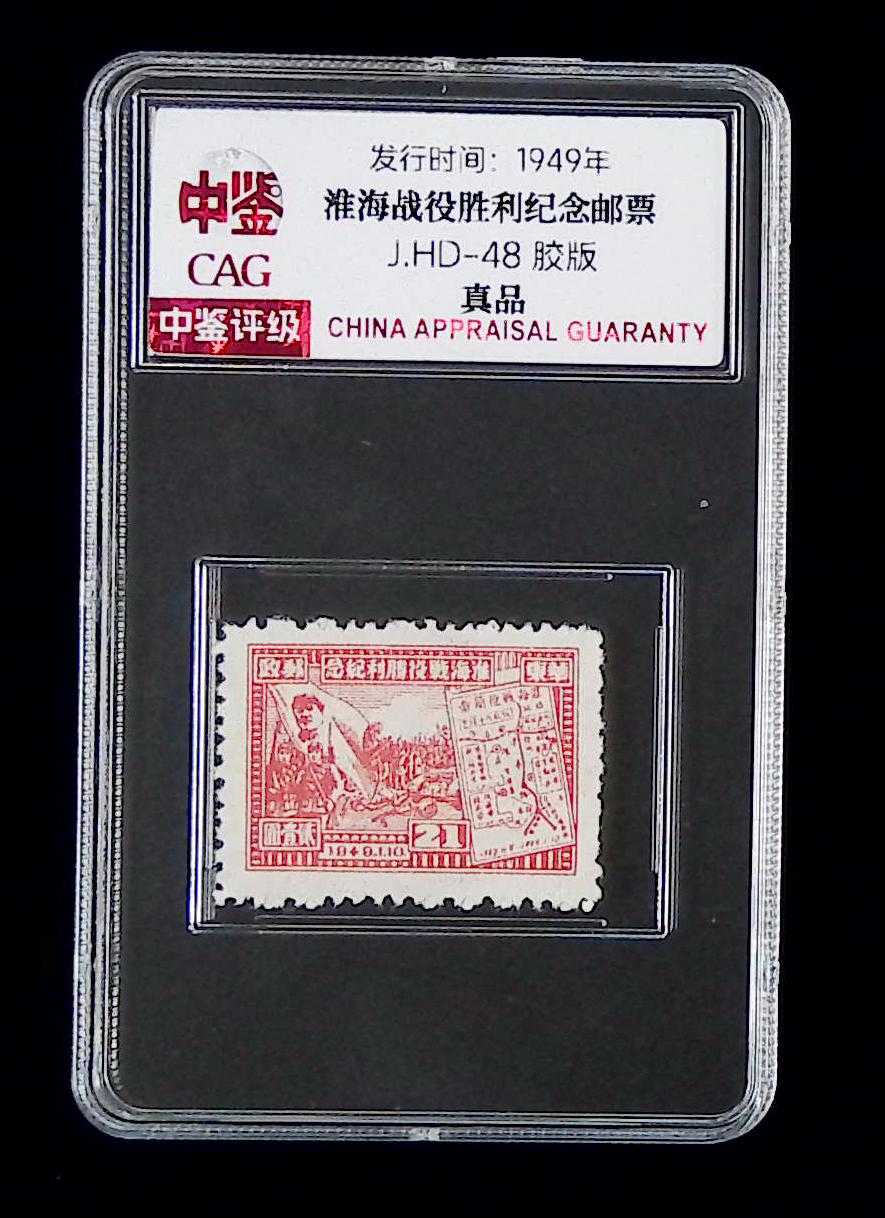 发行时间：1949年
淮海战役胜利纪念邮票
J.HD-48 胶版
真品
CHINA APPRAISAL GUARANTY
中鉴
CAG
中鉴评级
華東
淮海戰役勝利紀念
郵政
21
1949.1.10